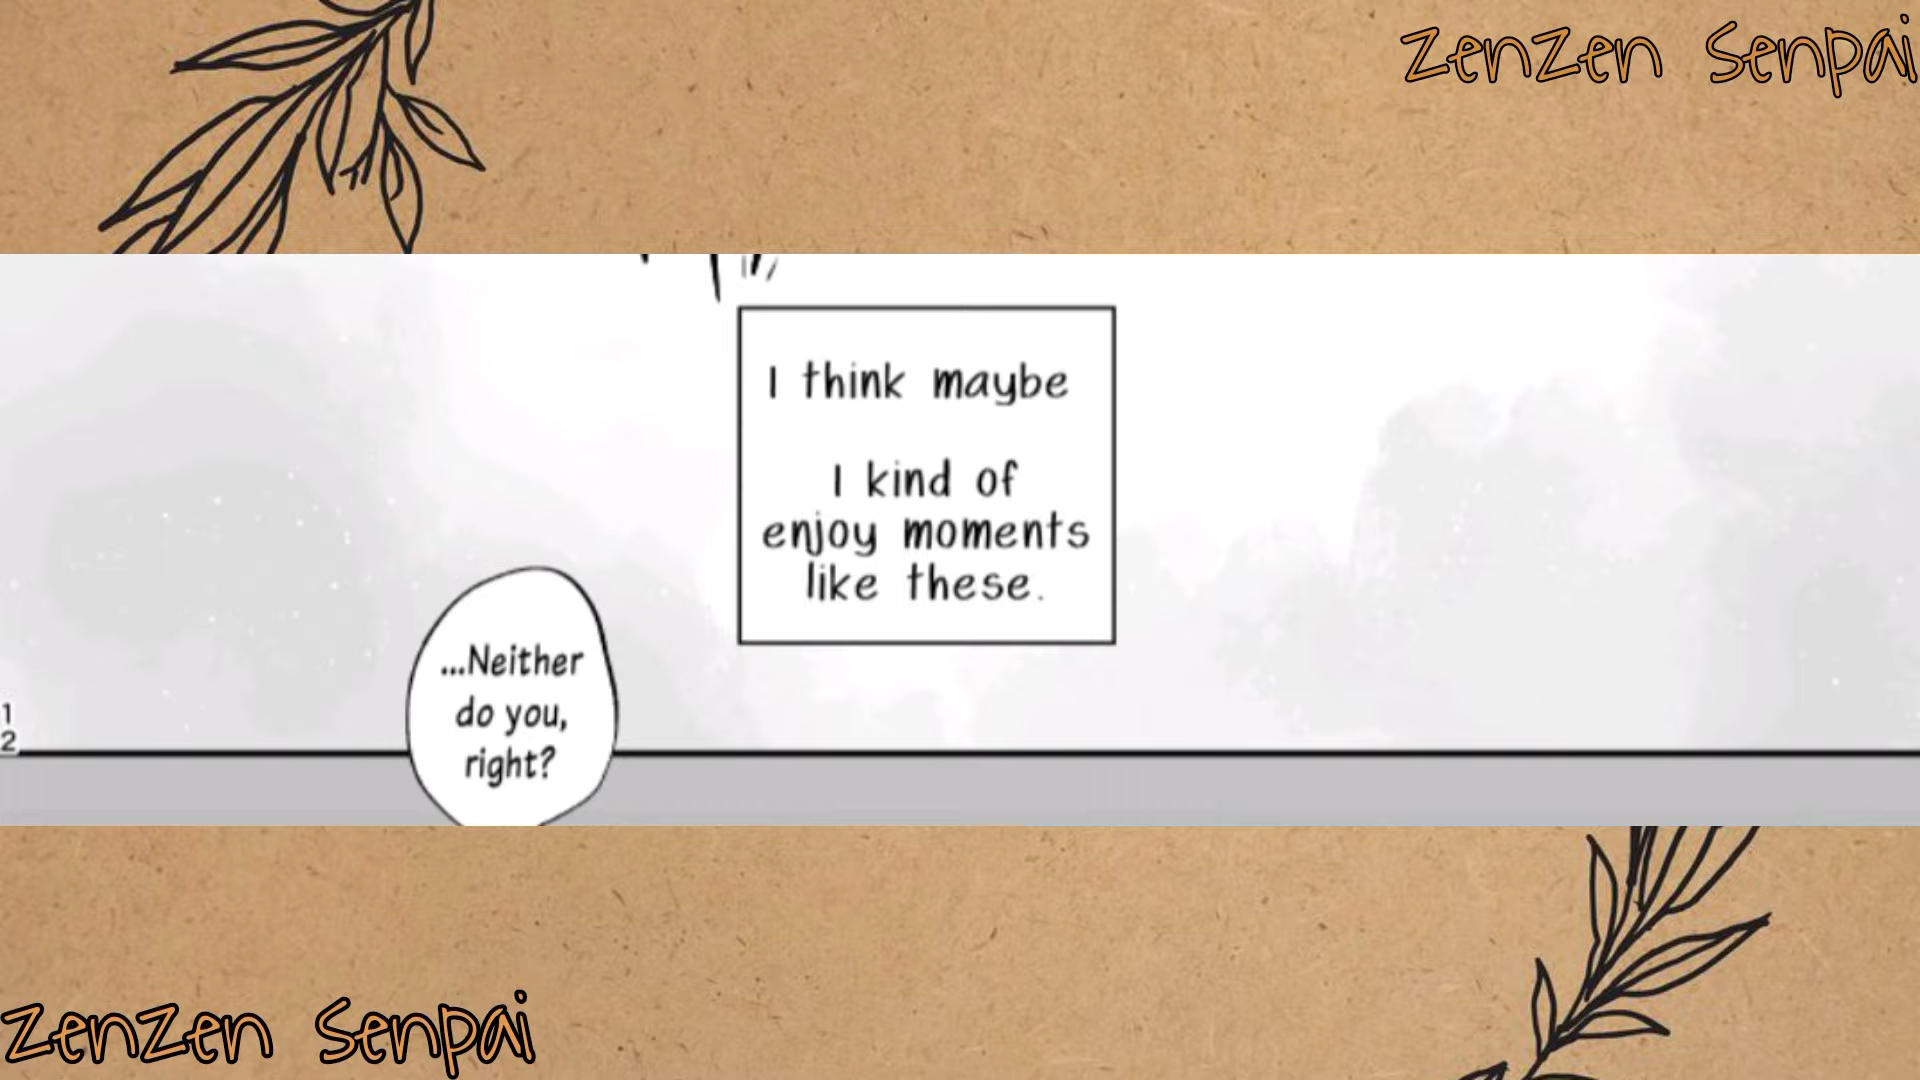 ZenZen Senpai
I think maybe
I kind of
enjoy moments
like these.
...Neither
do you,
right?
1
2
ZenZen Senpai